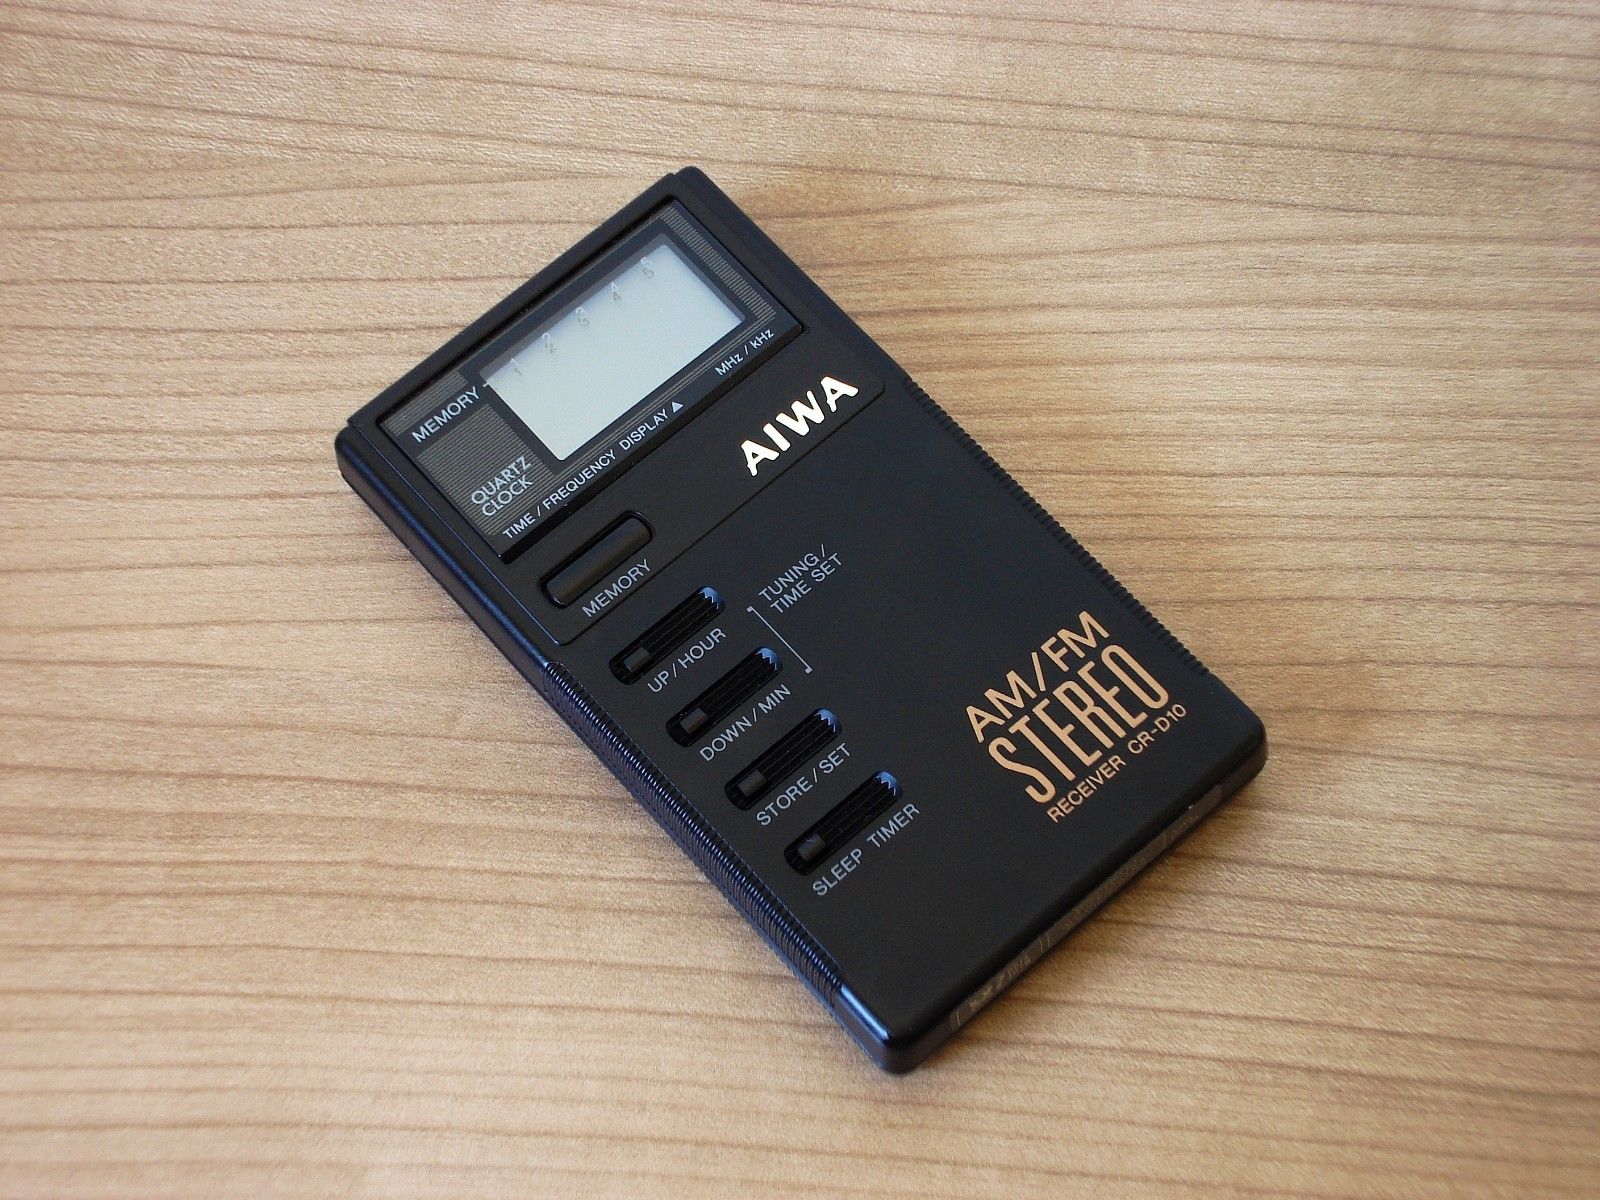 1 2 3 4 5
MEMORY
MHz / kHz
QUARTZ
CLOCK
TIME / FREQUENCY DISPLAY ▲
AIWA
MEMORY
TUNING /
TIME SET
UP / HOUR
DOWN / MIN
STORE / SET
SLEEP TIMER
AM/FM
STEREO
RECEIVER CR-D10